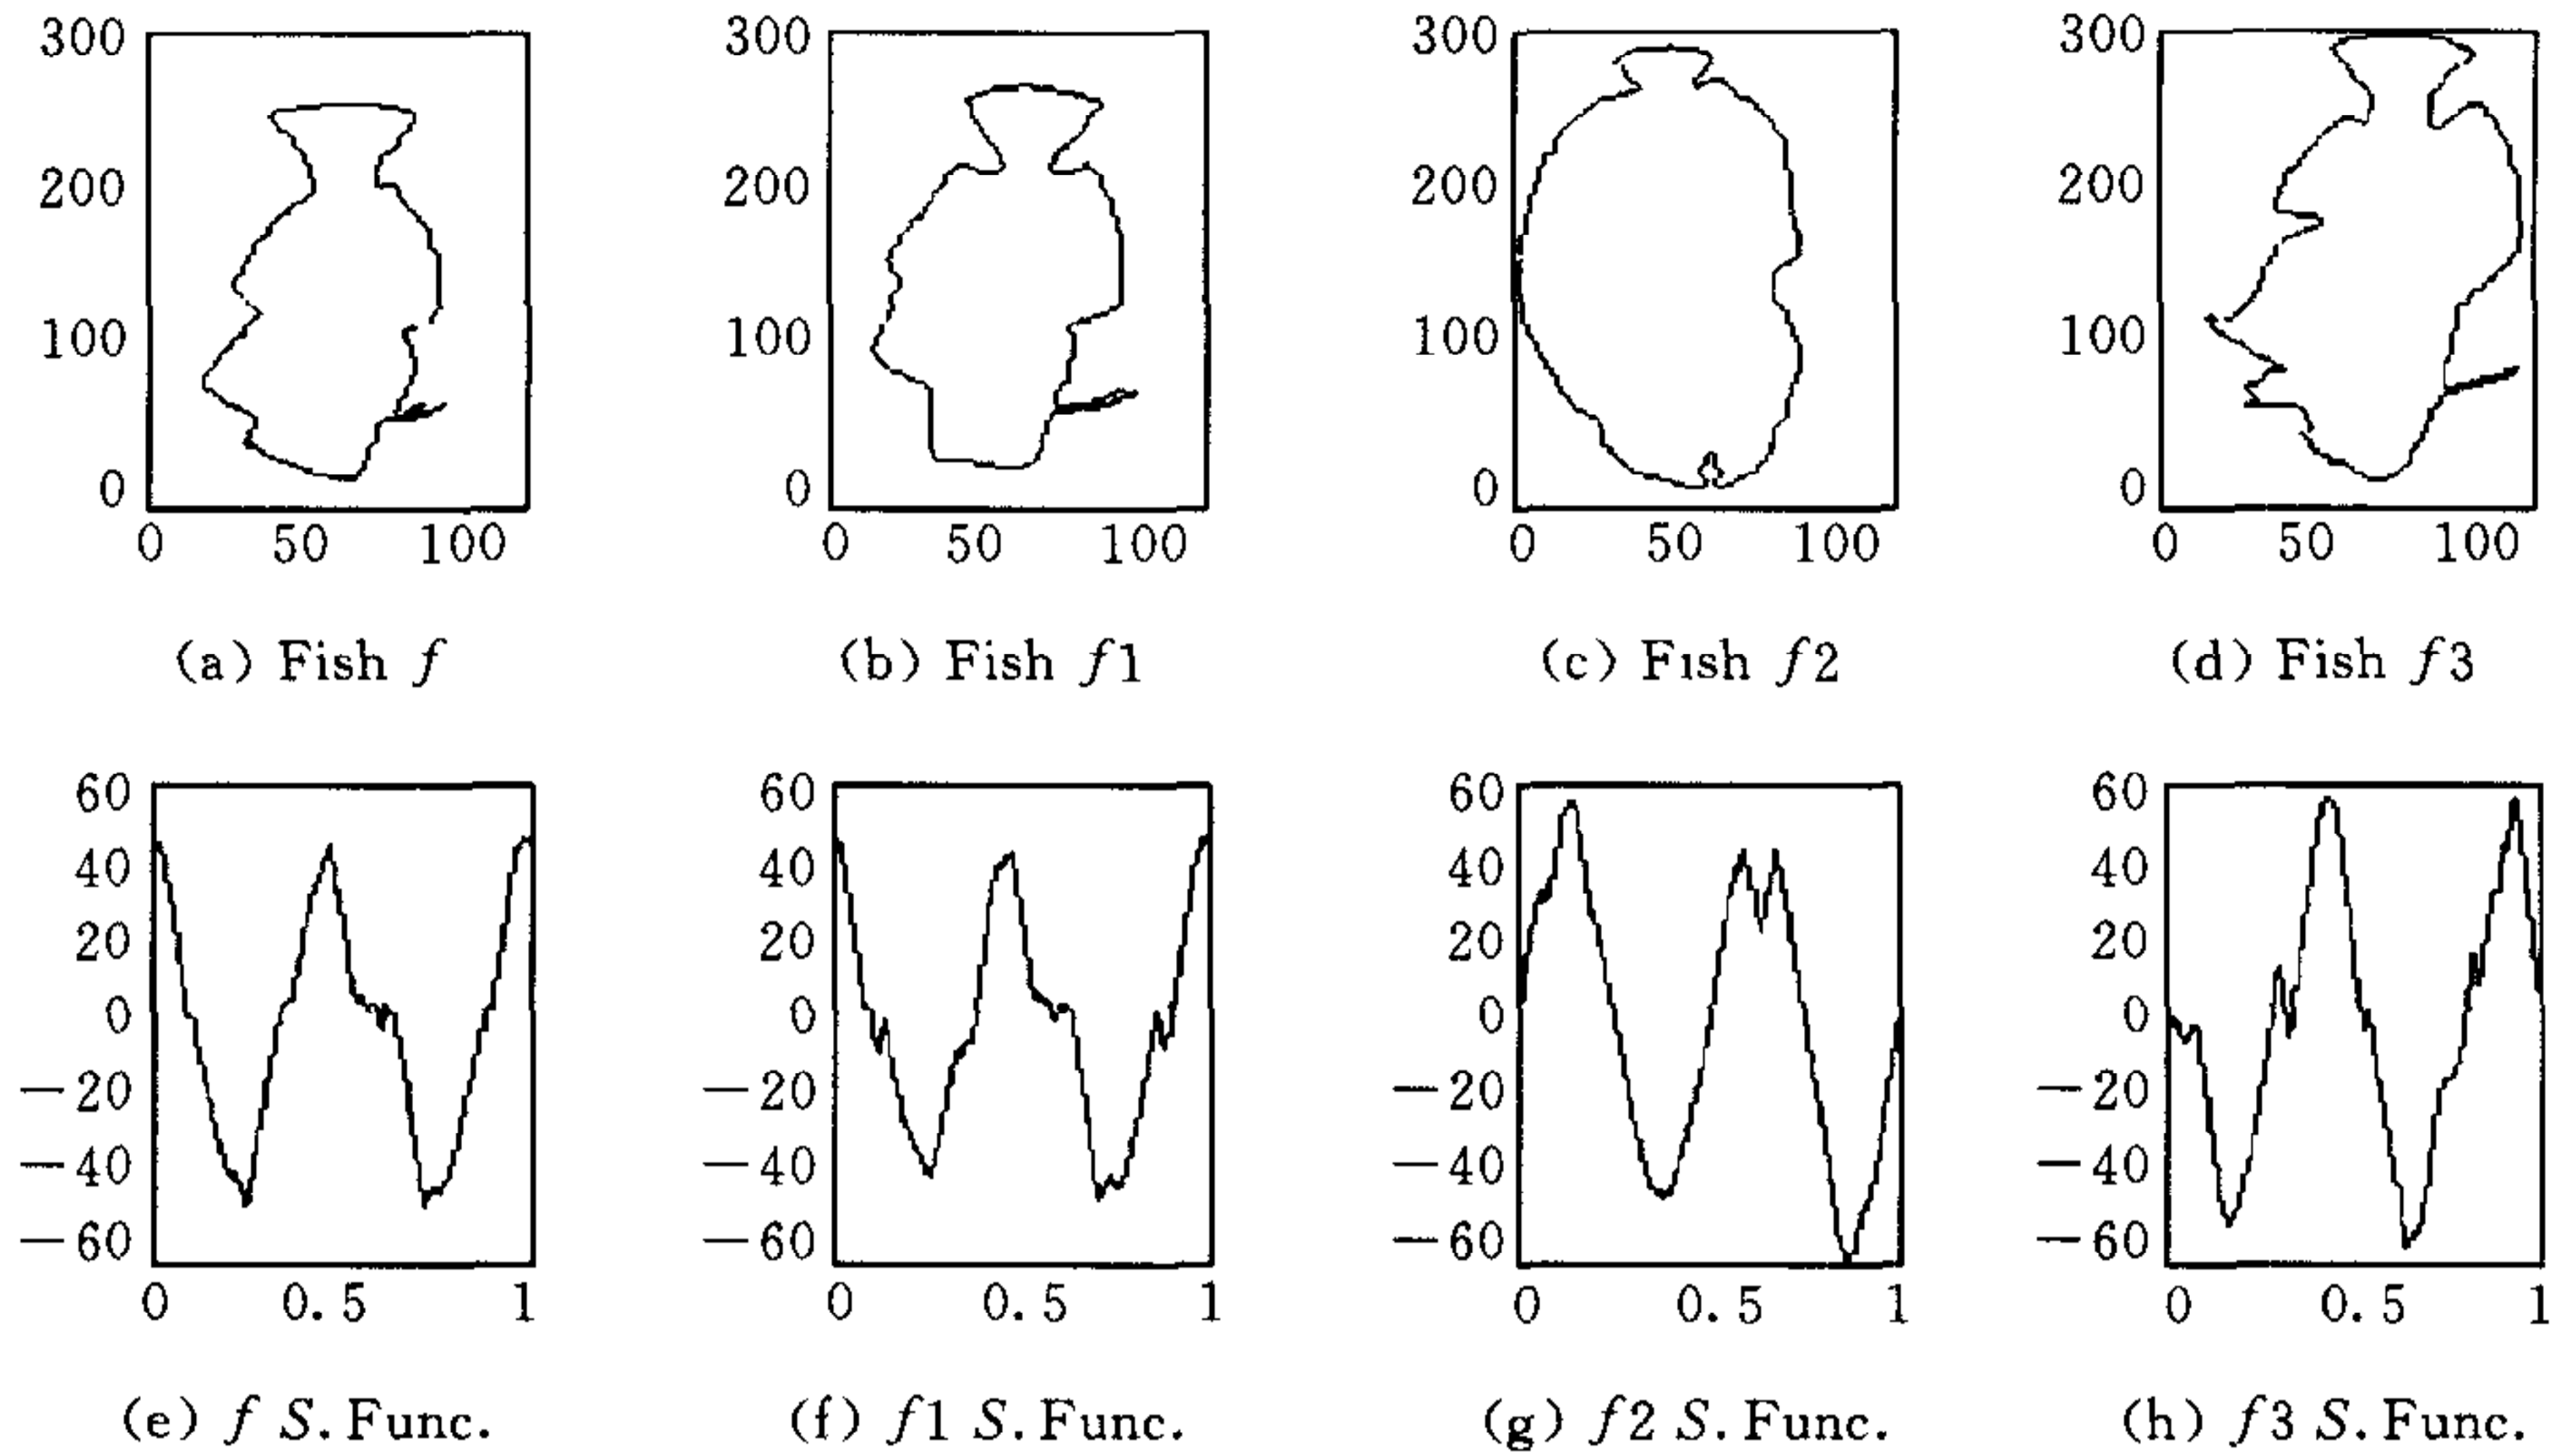 300 300 300 300
200 200 200 200
100 100 100 100
0 0 0 0
0 50 100 0 50 100 0 50 100 0 50 100
(a) Fish f (b) Fish f1 (c) Fish f2 (d) Fish f3
60 60 60 60
40 40 40 40
20 20 20 20
0 0 0 0
—20 —20 —20 —20
—40 —40 —40 —40
—60 —60 —60 —60
0 0.5 1 0 0.5 1 0 0.5 1 0 0.5 1
(e) f S. Func. (f) f1 S. Func. (g) f2 S. Func. (h) f3 S. Func.